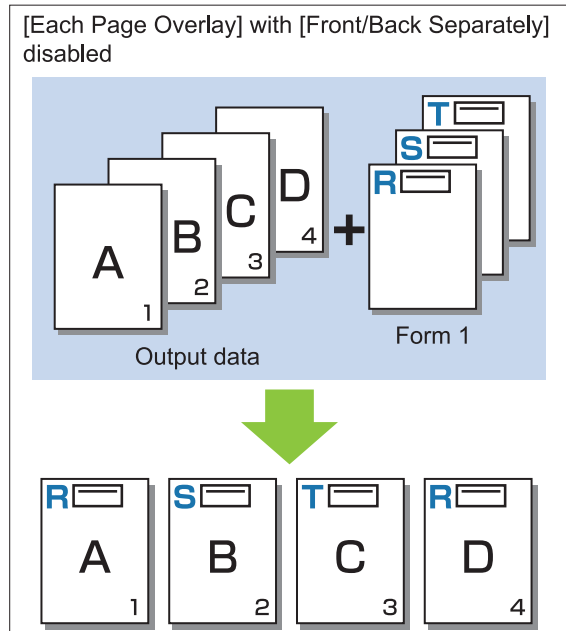 [Each Page Overlay] with [Front/Back Separately]
disabled
A
1
B
2
C
3
D
4
+
R
S
T
Output data
Form 1
R
A
1
S
B
2
T
C
3
R
D
4